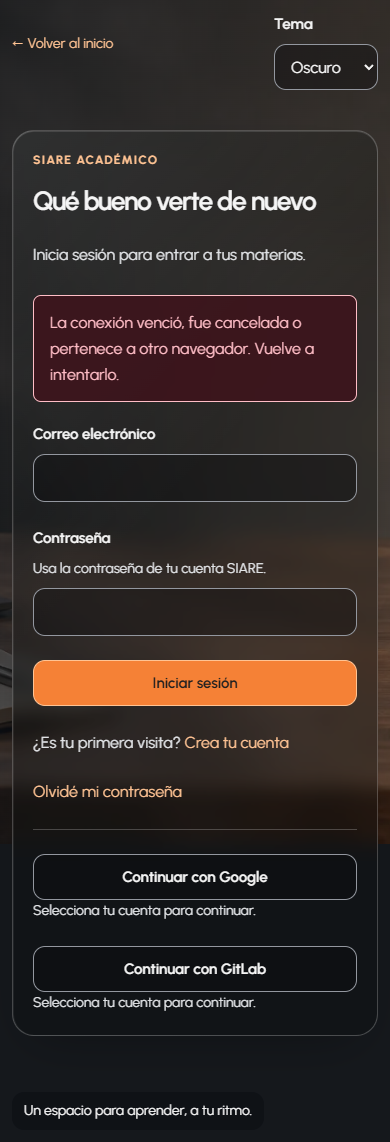 ← Volver al inicio
Tema
Oscuro
SIARE ACADÉMICO
Qué bueno verte de nuevo
Inicia sesión para entrar a tus materias.
La conexión venció, fue cancelada o
pertenece a otro navegador. Vuelve a
intentarlo.
Correo electrónico
Contraseña
Usa la contraseña de tu cuenta SIARE.
Iniciar sesión
¿Es tu primera visita? Crea tu cuenta
Olvidé mi contraseña
Continuar con Google
Selecciona tu cuenta para continuar.
Continuar con GitLab
Selecciona tu cuenta para continuar.
Un espacio para aprender, a tu ritmo.